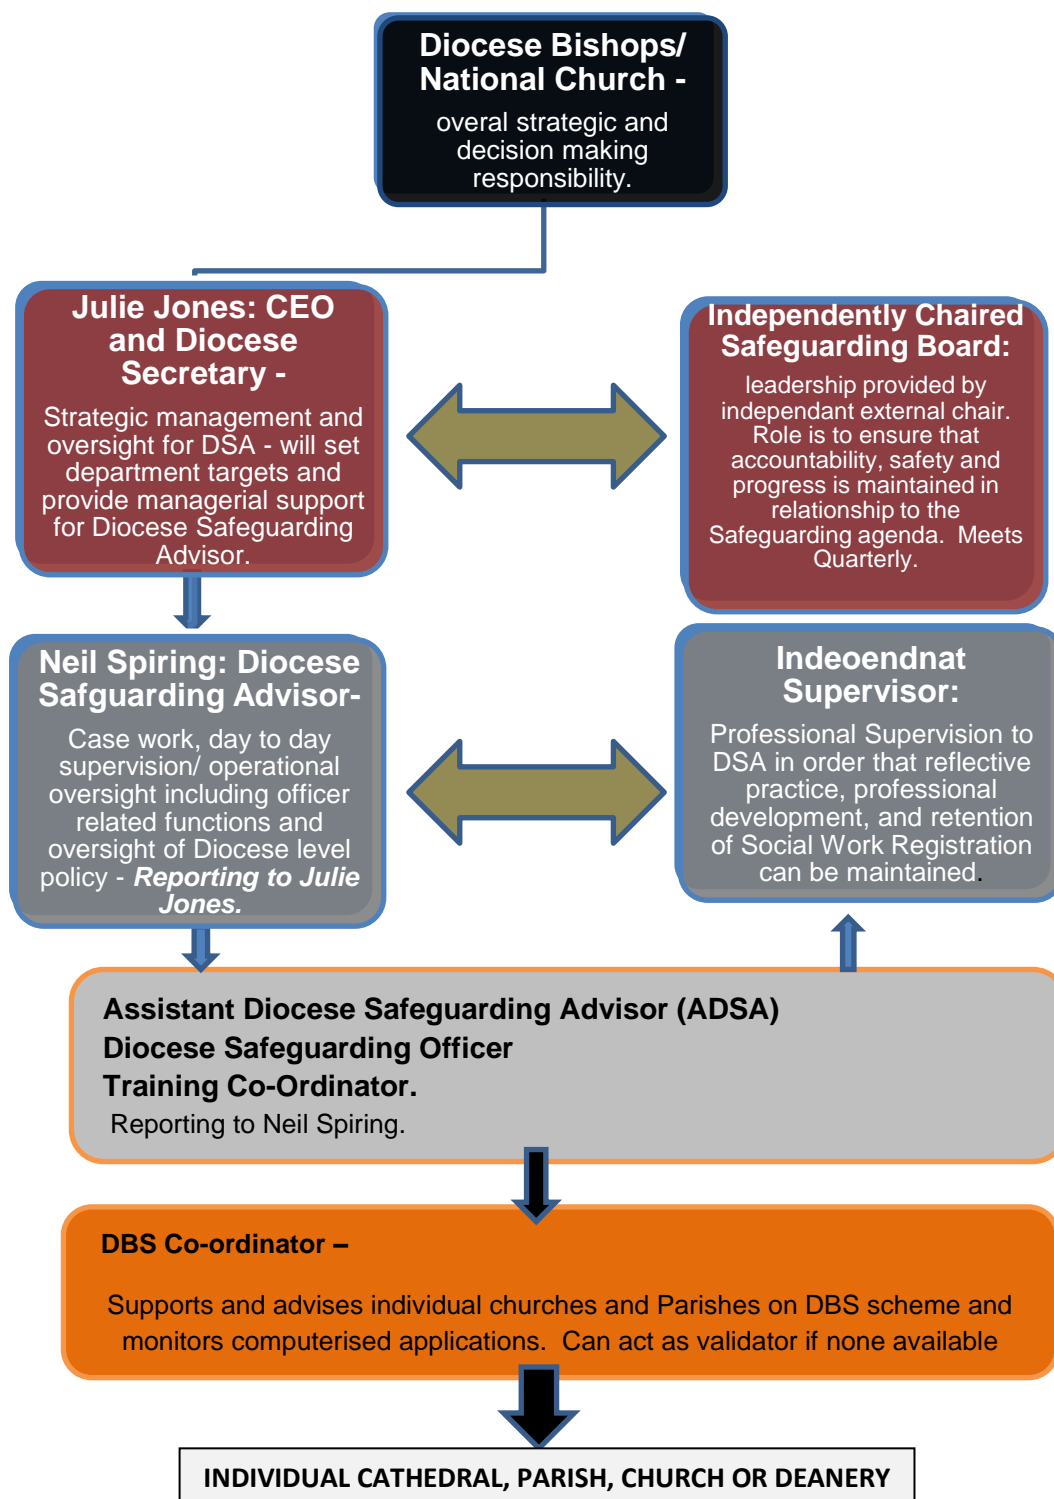 Diocese Bishops/
National Church -
overal strategic and
decision making
responsibility.
Julie Jones: CEO
and Diocese
Secretary -
Strategic management and
oversight for DSA - will set
department targets and
provide managerial support
for Diocese Safeguarding
Advisor.
Independently Chaired
Safeguarding Board:
leadership provided by
independant external chair.
Role is to ensure that
accountability, safety and
progress is maintained in
relationship to the
Safeguarding agenda.  Meets
Quarterly.
Neil Spiring: Diocese
Safguarding Advisor-
Case work, day to day
supervision/ operational
oversight including officer
related functions and
oversight of Diocese level
policy - Reporting to Julie
Jones.
Indeoendnat
Supervisor:
Professional Supervision to
DSA in order that reflective
practice, professional
development, and retention
of Social Work Registration
can be maintained.
Assistant Diocese Safeguarding Advisor (ADSA)
Diocese Safeguarding Officer
Training Co-Ordinator.
Reporting to Neil Spiring.
DBS Co-ordinator –
Supports and advises individual churches and Parishes on DBS scheme and
monitors computerised applications.  Can act as validator if none available
INDIVIDUAL CATHEDRAL, PARISH, CHURCH OR DEANERY